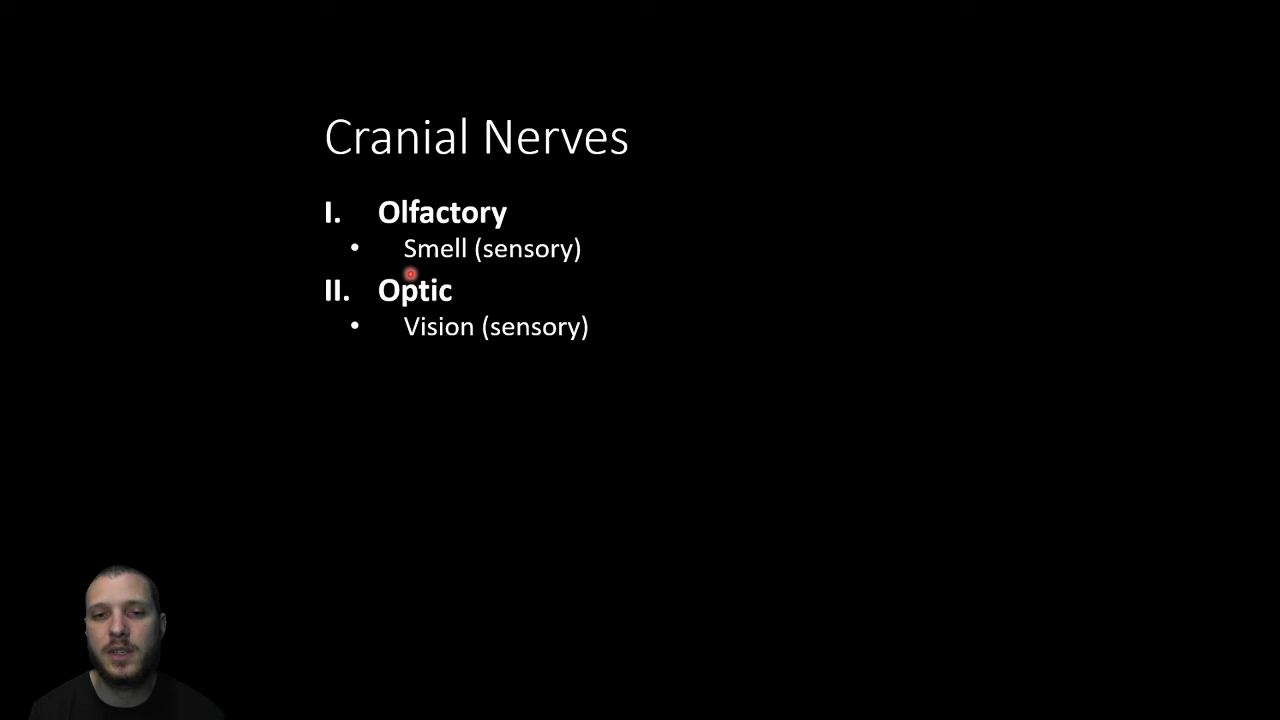 Cranial Nerves
I. Olfactory
• Smell (sensory)
II. Optic
• Vision (sensory)